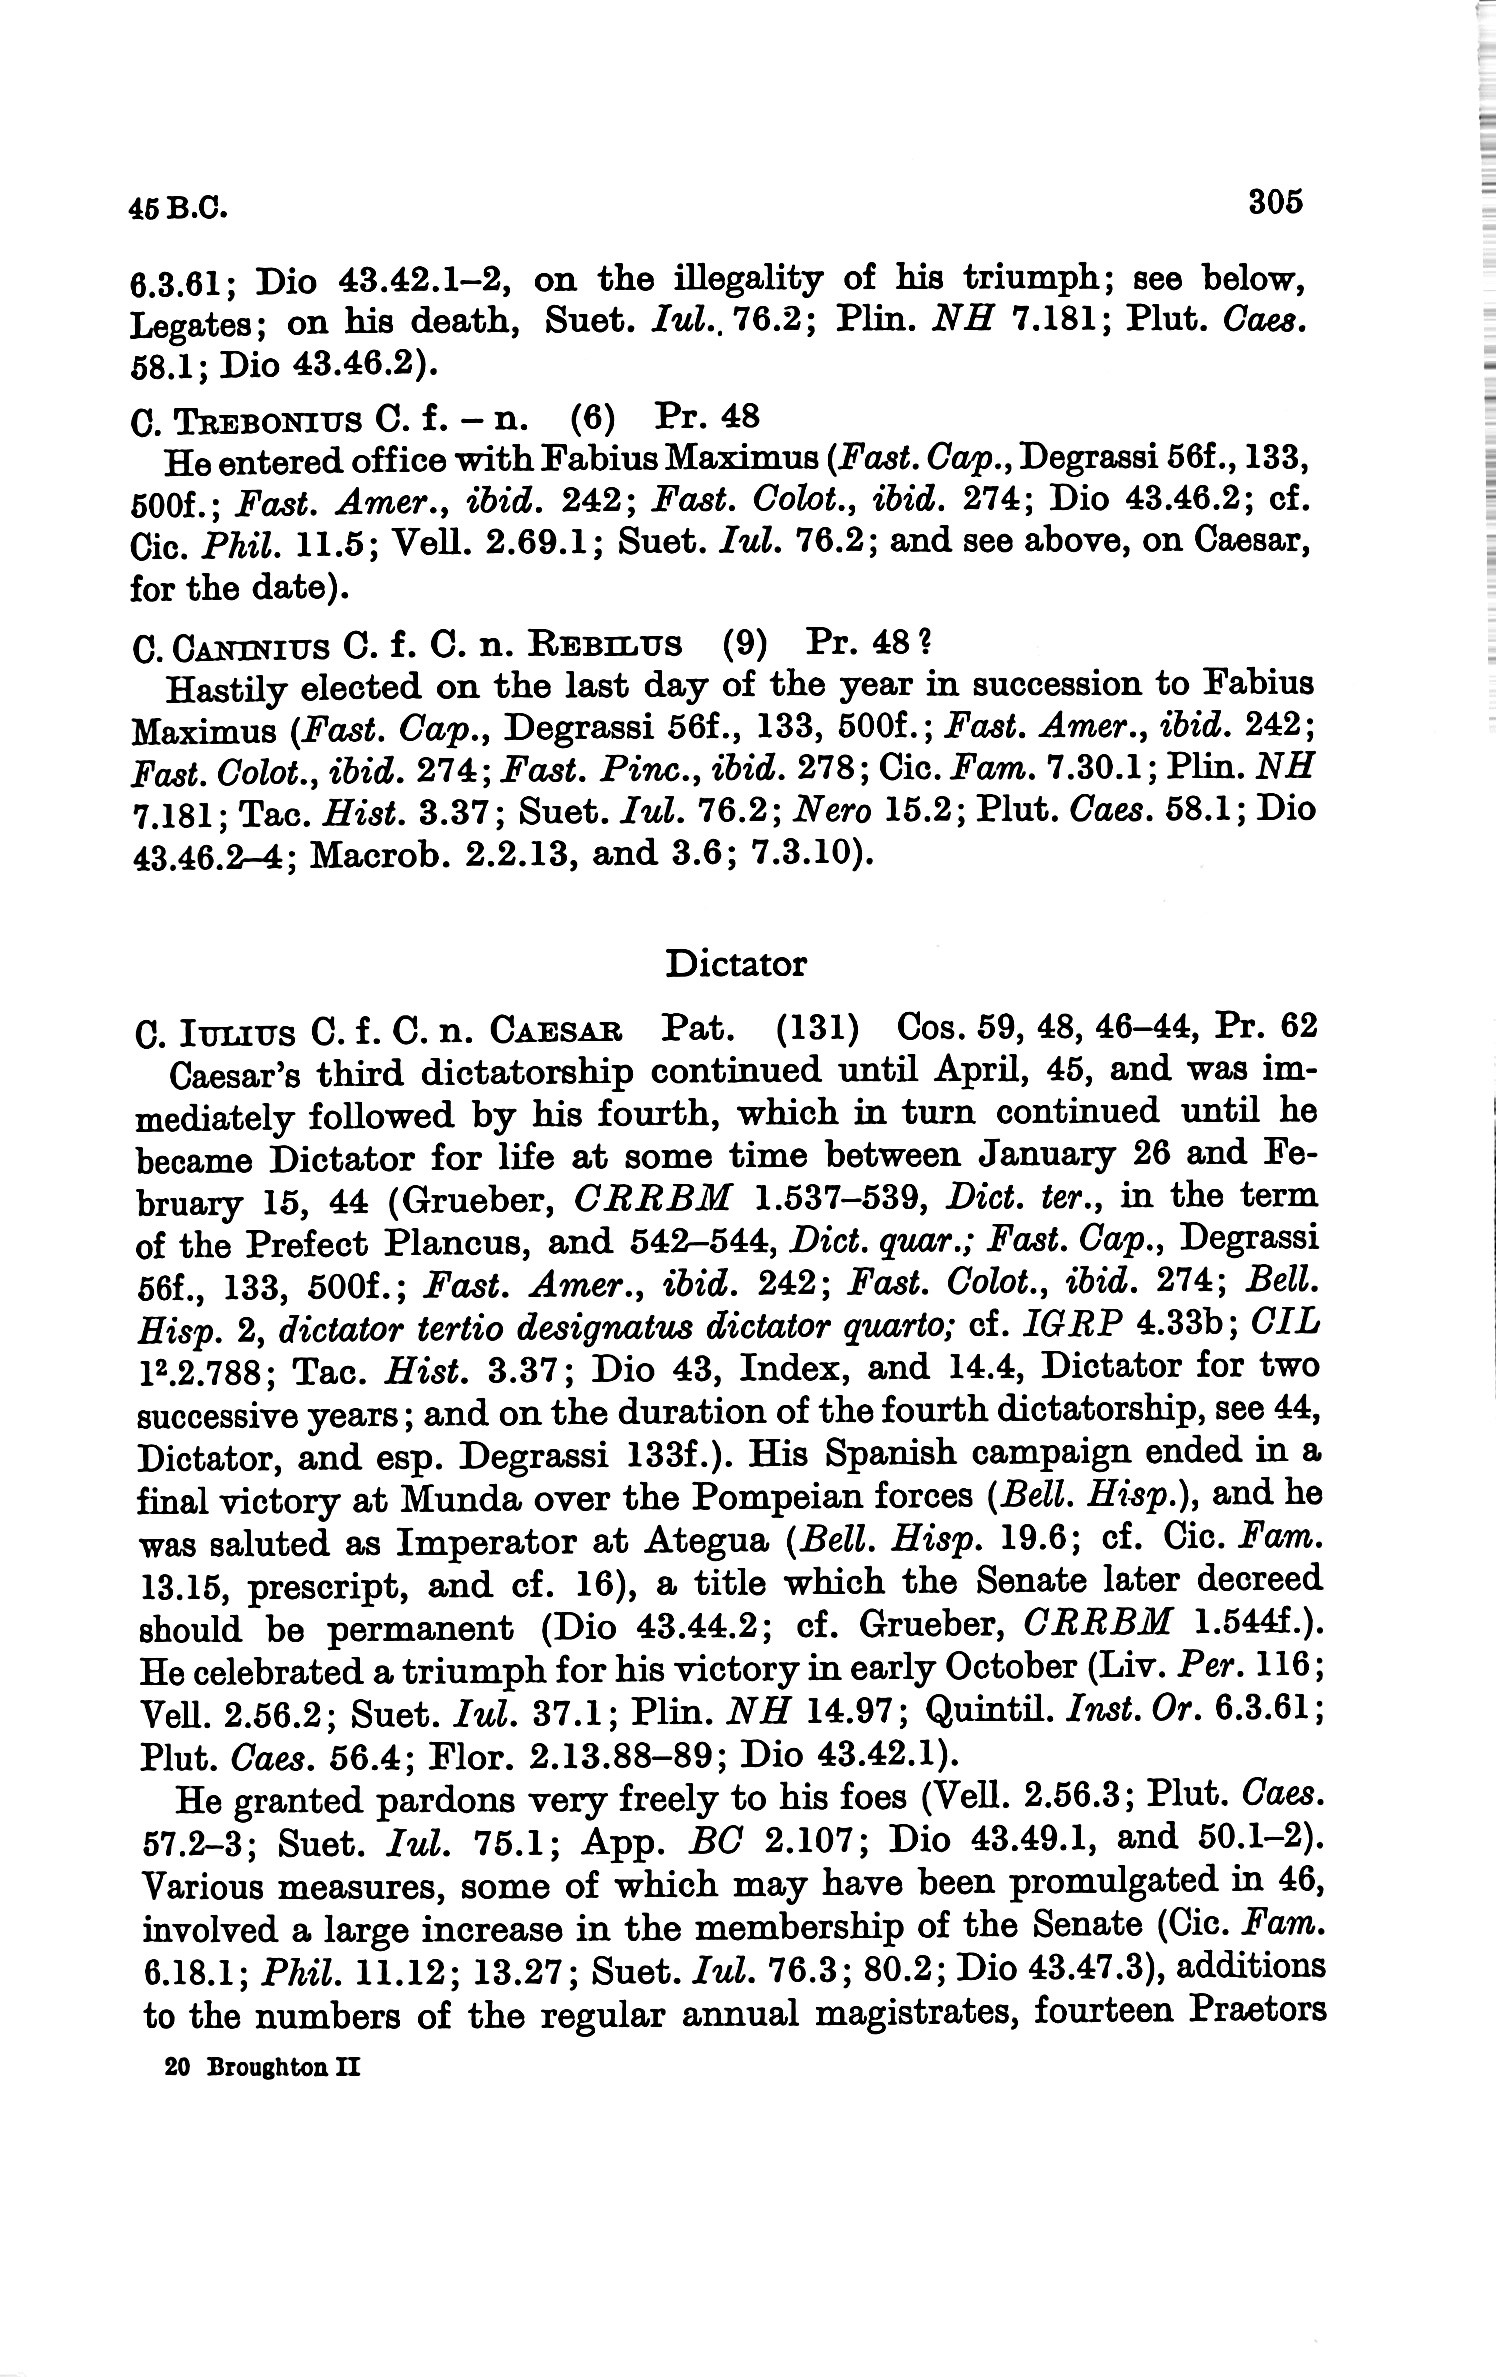 45 B.C. 305
6.3.61; Dio 43.42.1–2, on the illegality of his triumph; see below,
Legates; on his death, Suet. Iul.. 76.2; Plin. NH 7.181; Plut. Caes.
58.1; Dio 43.46.2).
C. TREBONIUS C. f. – n. (6) Pr. 48
He entered office with Fabius Maximus (Fast. Cap., Degrassi 56f., 133,
500f.; Fast. Amer., ibid. 242; Fast. Colot., ibid. 274; Dio 43.46.2; cf.
Cic. Phil. 11.5; Vell. 2.69.1; Suet. Iul. 76.2; and see above, on Caesar,
for the date).
C. CANINIUS C. f. C. n. REBILUS (9) Pr. 48?
Hastily elected on the last day of the year in succession to Fabius
Maximus (Fast. Cap., Degrassi 56f., 133, 500f.; Fast. Amer., ibid. 242;
Fast. Colot., ibid. 274; Fast. Pinc., ibid. 278; Cic. Fam. 7.30.1; Plin. NH
7.181; Tac. Hist. 3.37; Suet. Iul. 76.2; Nero 15.2; Plut. Caes. 58.1; Dio
43.46.2–4; Macrob. 2.2.13, and 3.6; 7.3.10).
Dictator
C. IULIUS C. f. C. n. CAESAR Pat. (131) Cos. 59, 48, 46–44, Pr. 62
Caesar's third dictatorship continued until April, 45, and was im-
mediately followed by his fourth, which in turn continued until he
became Dictator for life at some time between January 26 and Fe-
bruary 15, 44 (Grueber, CRRBM 1.537–539, Dict. ter., in the term
of the Prefect Plancus, and 542–544, Dict. quar.; Fast. Cap., Degrassi
56f., 133, 500f.; Fast. Amer., ibid. 242; Fast. Colot., ibid. 274; Bell.
Hisp. 2, dictator tertio designatus dictator quarto; cf. IGRP 4.33b; CIL
1².2.788; Tac. Hist. 3.37; Dio 43, Index, and 14.4, Dictator for two
successive years; and on the duration of the fourth dictatorship, see 44,
Dictator, and esp. Degrassi 133f.). His Spanish campaign ended in a
final victory at Munda over the Pompeian forces (Bell. Hisp.), and he
was saluted as Imperator at Ategua (Bell. Hisp. 19.6; cf. Cic. Fam.
13.15, prescript, and cf. 16), a title which the Senate later decreed
should be permanent (Dio 43.44.2; cf. Grueber, CRRBM 1.544f.).
He celebrated a triumph for his victory in early October (Liv. Per. 116;
Vell. 2.56.2; Suet. Iul. 37.1; Plin. NH 14.97; Quintil. Inst. Or. 6.3.61;
Plut. Caes. 56.4; Flor. 2.13.88–89; Dio 43.42.1).
He granted pardons very freely to his foes (Vell. 2.56.3; Plut. Caes.
57.2–3; Suet. Iul. 75.1; App. BC 2.107; Dio 43.49.1, and 50.1–2).
Various measures, some of which may have been promulgated in 46,
involved a large increase in the membership of the Senate (Cic. Fam.
6.18.1; Phil. 11.12; 13.27; Suet. Iul. 76.3; 80.2; Dio 43.47.3), additions
to the numbers of the regular annual magistrates, fourteen Praetors
20 Broughton II